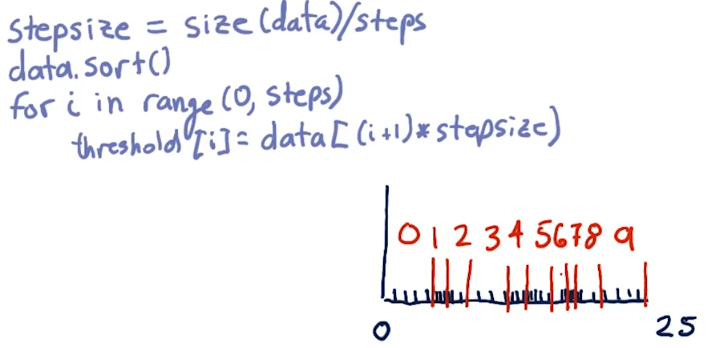 stepsize = size(data)/steps
data.sort()
for i in range(0, steps)
threshold[i]= data[(i+1)*stepsize)
0 1 2 3 4 5 6 7 8 9
0 25